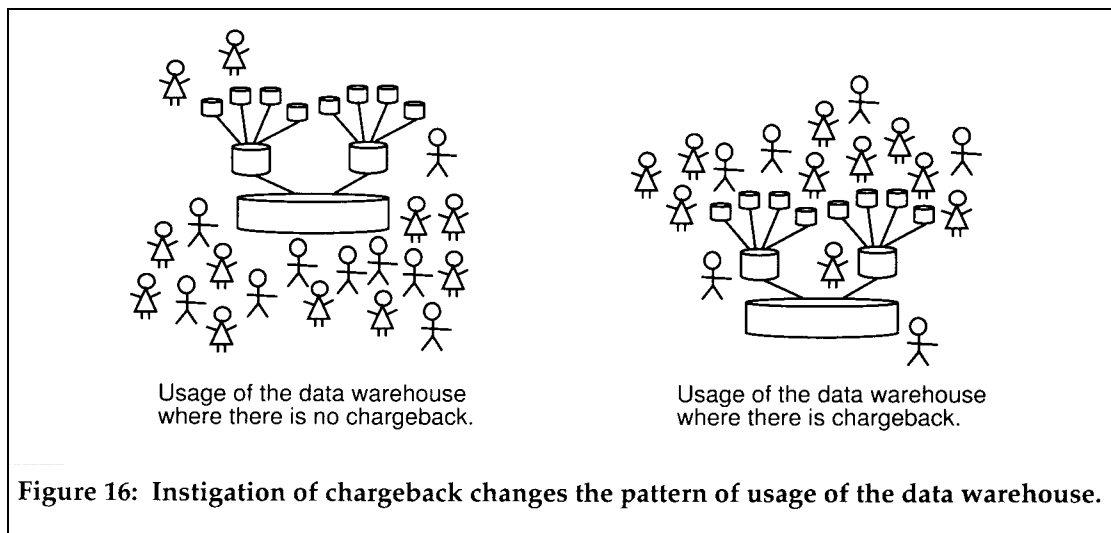 Usage of the data warehouse
where there is no chargeback.
Usage of the data warehouse
where there is chargeback.
Figure 16: Instigation of chargeback changes the pattern of usage of the data warehouse.